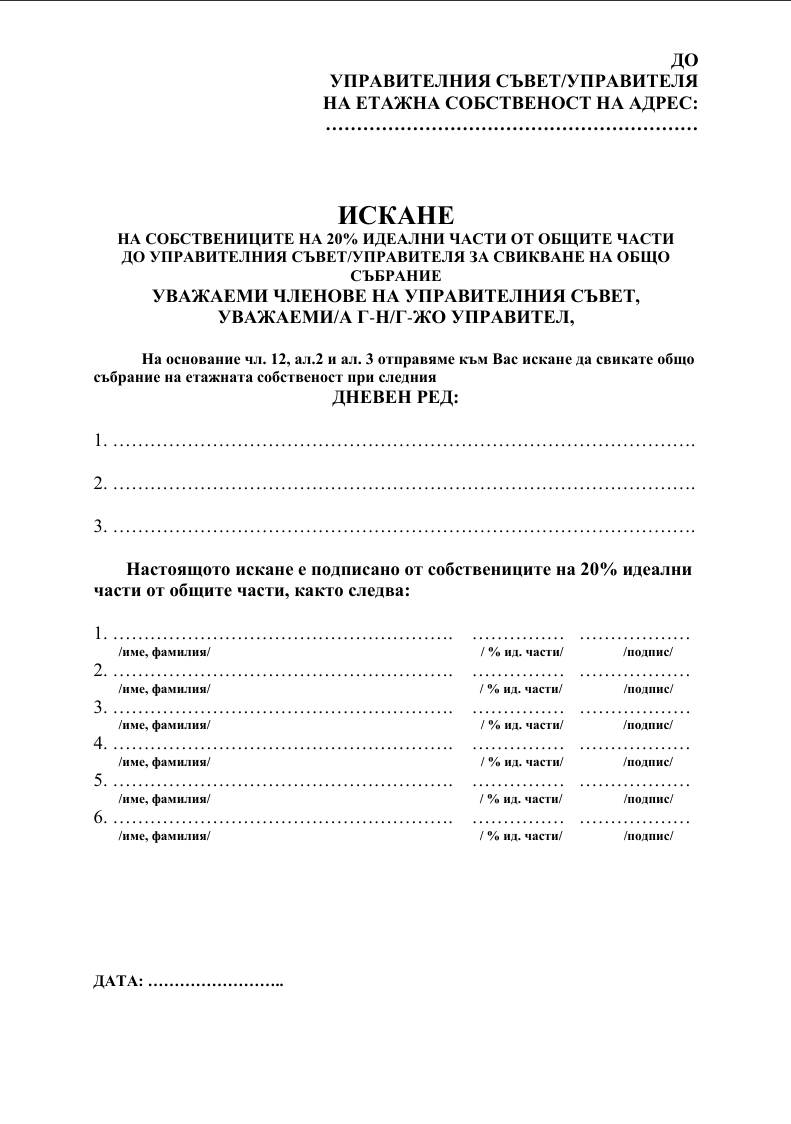 ДО
УПРАВИТЕЛНИЯ СЪВЕТ/УПРАВИТЕЛЯ
НА ЕТАЖНА СОБСТВЕНОСТ НА АДРЕС:
……………………………………………………
ИСКАНЕ
НА СОБСТВЕНИЦИТЕ НА 20% ИДЕАЛНИ ЧАСТИ ОТ ОБЩИТЕ ЧАСТИ
ДО УПРАВИТЕЛНИЯ СЪВЕТ/УПРАВИТЕЛЯ ЗА СВИКВАНЕ НА ОБЩО
СЪБРАНИЕ
УВАЖАЕМИ ЧЛЕНОВЕ НА УПРАВИТЕЛНИЯ СЪВЕТ,
УВАЖАЕМИ/А Г-Н/Г-ЖО УПРАВИТЕЛ,
На основание чл. 12, ал.2 и ал. 3 отправяме към Вас искане да свикате общо
събрание на етажната собственост при следния
ДНЕВЕН РЕД:
1. ………………………………………………………………………………….
2. ………………………………………………………………………………….
3. ………………………………………………………………………………….
Настоящото искане е подписано от собствениците на 20% идеални
части от общите части, както следва:
1. ………………………………………………. …………… ………………
/име, фамилия/ / % ид. части/ /подпис/
2. ………………………………………………. …………… ………………
/име, фамилия/ / % ид. части/ /подпис/
3. ………………………………………………. …………… ………………
/име, фамилия/ / % ид. части/ /подпис/
4. ………………………………………………. …………… ………………
/име, фамилия/ / % ид. части/ /подпис/
5. ………………………………………………. …………… ………………
/име, фамилия/ / % ид. части/ /подпис/
6. ………………………………………………. …………… ………………
/име, фамилия/ / % ид. части/ /подпис/
ДАТА: ……………………..